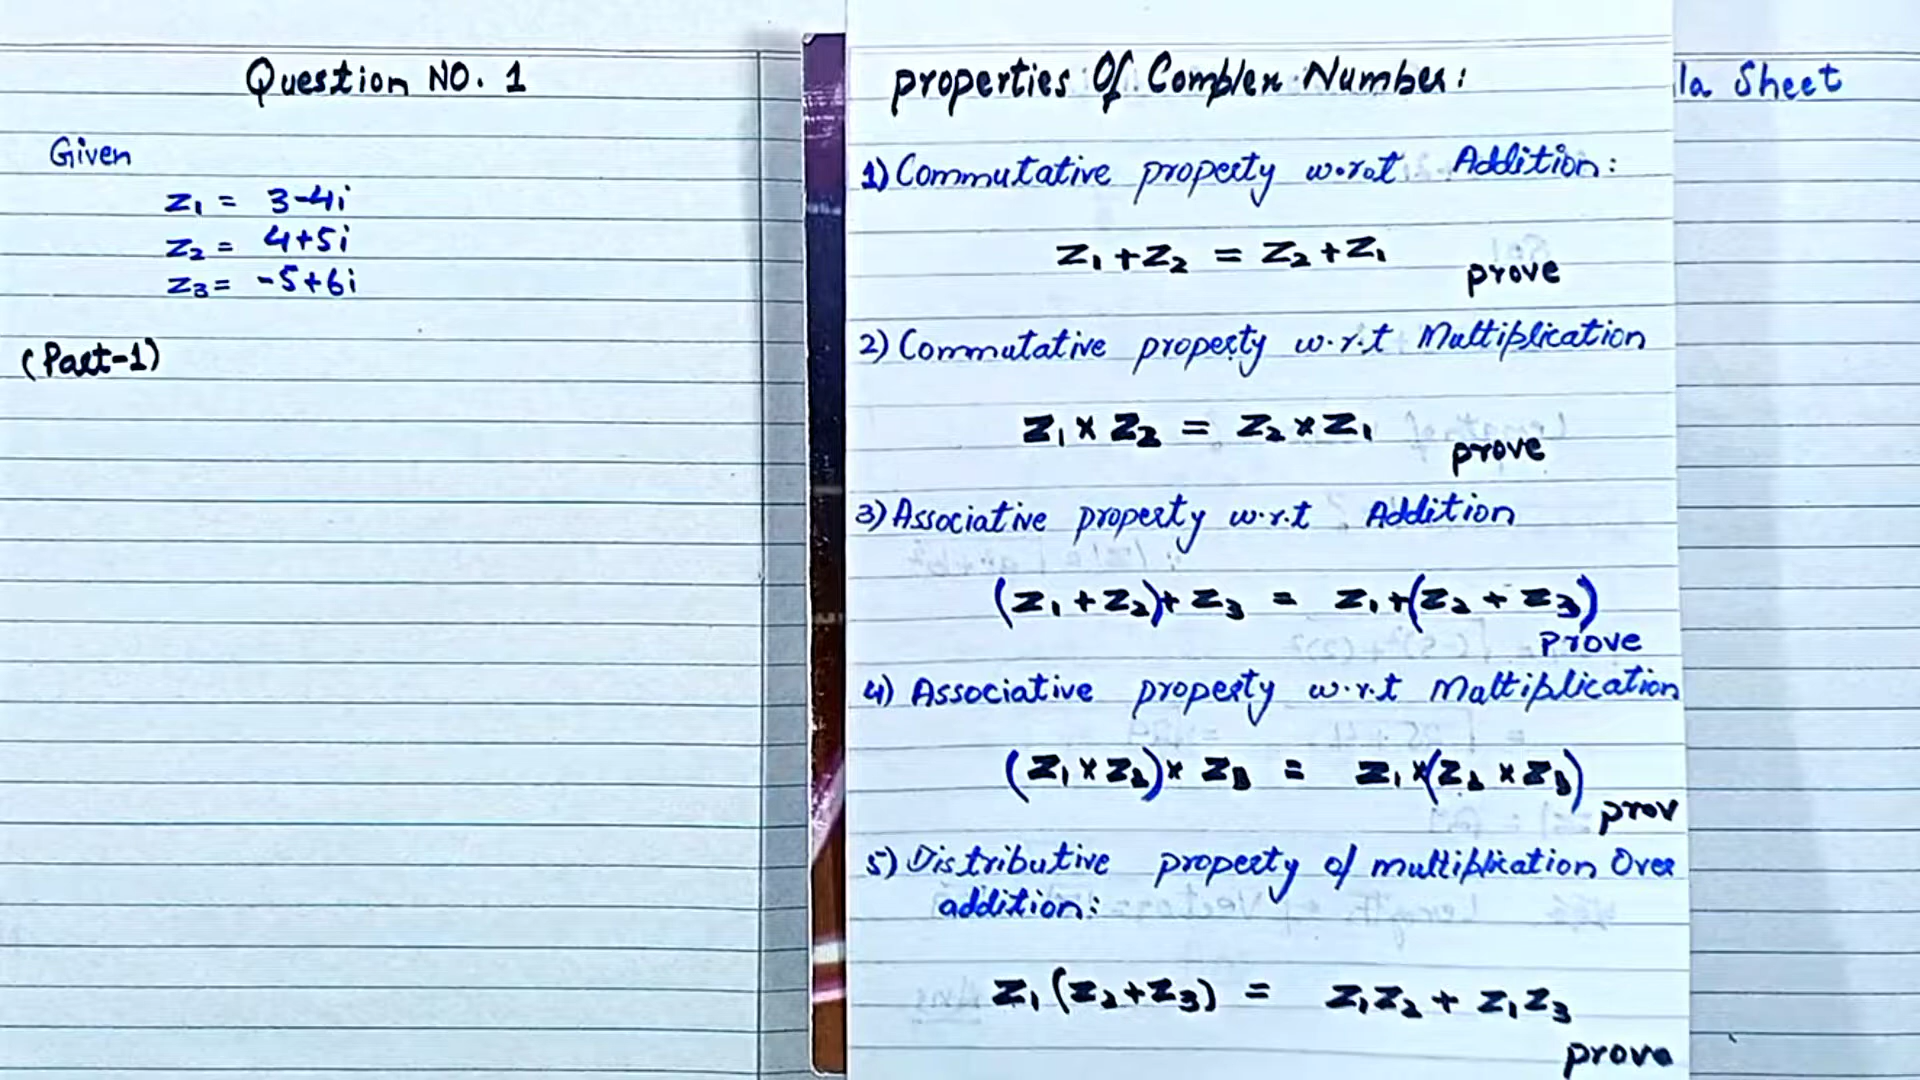 Question NO. 1
Given
z₁ = 3-4i
z₂ = 4+5i
z₃ = -5+6i
(Part-1)
properties Of Complex Number:
1) Commutative property w.r.t Addition:
z₁ + z₂ = z₂ + z₁
prove
2) Commutative property w.r.t Multiplication
z₁ × z₂ = z₂ × z₁
prove
3) Associative property w.r.t Addition
(z₁ + z₂) + z₃ = z₁ + (z₂ + z₃)
Prove
4) Associative property w.r.t Multiplication
(z₁ × z₂) × z₃ = z₁ × (z₂ × z₃)
prov
5) Distributive property of multiplication Over
addition:
z₁ (z₂+z₃) = z₁z₂ + z₁z₃
prove
la Sheet